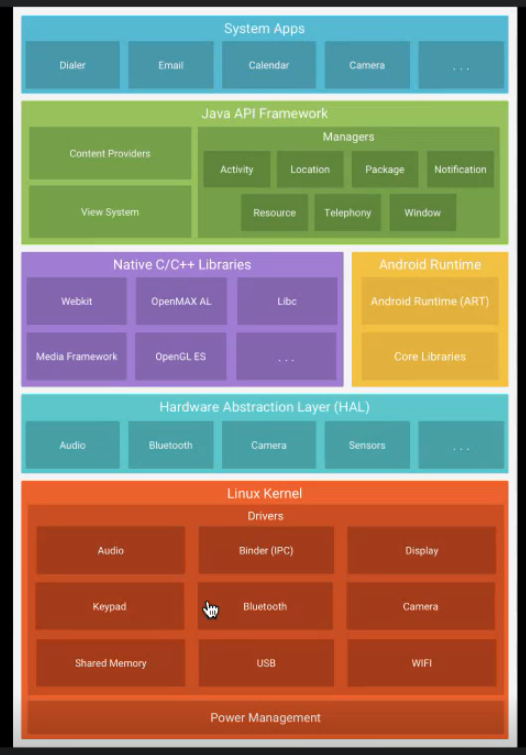 System Apps
Dialer Email Calendar Camera . . .
Java API Framework
Content Providers
View System
Managers
Activity Location Package Notification
Resource Telephony Window
Native C/C++ Libraries
Webkit OpenMAX AL Libc
Media Framework OpenGL ES . . .
Android Runtime
Android Runtime (ART)
Core Libraries
Hardware Abstraction Layer (HAL)
Audio Bluetooth Camera Sensors . . .
Linux Kernel
Drivers
Audio Binder (IPC) Display
Keypad Bluetooth Camera
Shared Memory USB WIFI
Power Management